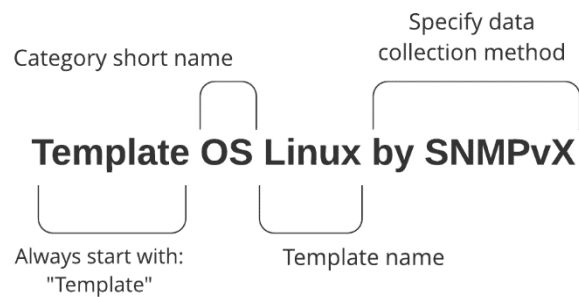 Specify data
collection method
Category short name
Template OS Linux by SNMPvX
Always start with:
"Template"
Template name